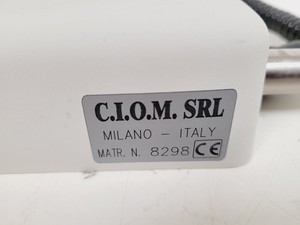 C.I.O.M. SRL
MILANO - ITALY
MATR. N. 8298 CE